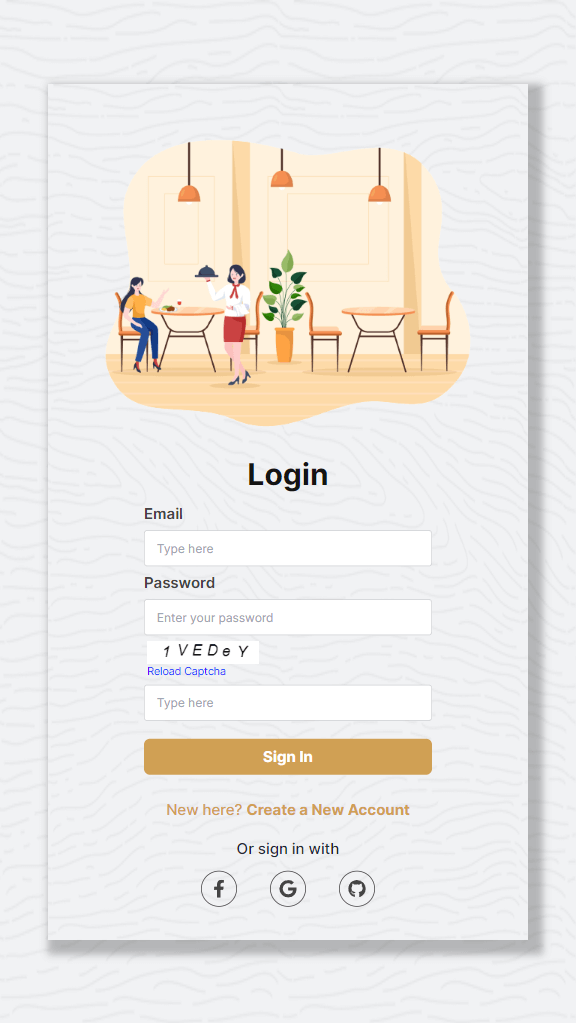 Login
Email
Type here
Password
Enter your password
1 V E D e Y
Reload Captcha
Type here
Sign In
New here? Create a New Account
Or sign in with